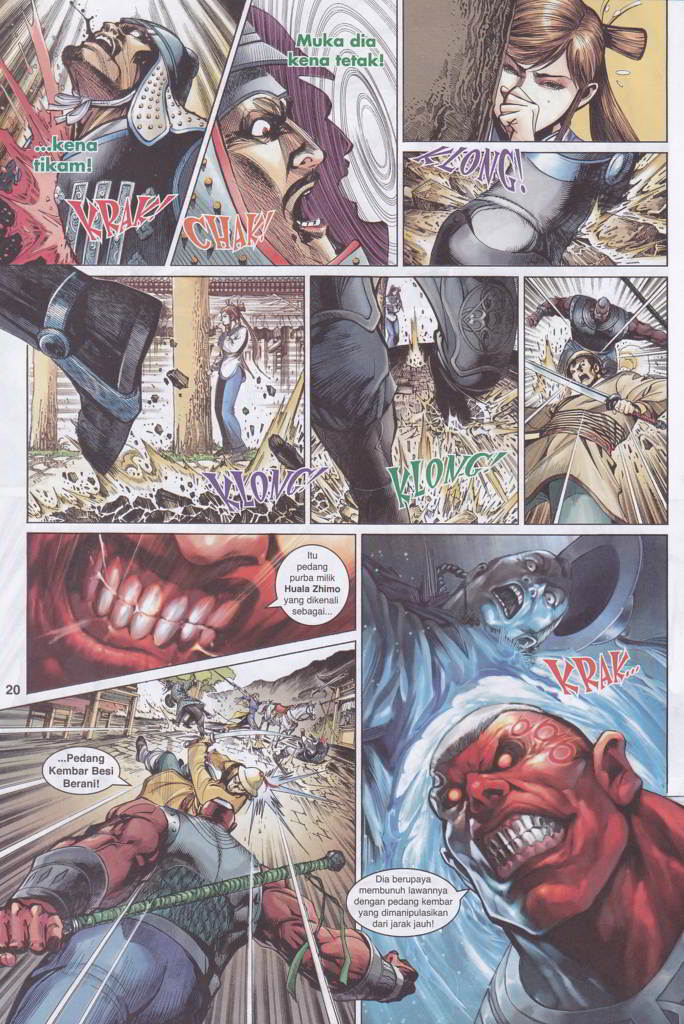 ...kena
tikam!
KRAK!
Muka dia
kena tetak!
CHAK!
KLONG!
KLONG!
KLONG!
Itu
pedang
purba milik
Huala Zhimo
yang dikenali
sebagai...
...Pedang
Kembar Besi
Berani!
KRAK...
Dia berupaya
membunuh lawannya
dengan pedang kembar
yang dimanipulasikan
dari jarak jauh!
20